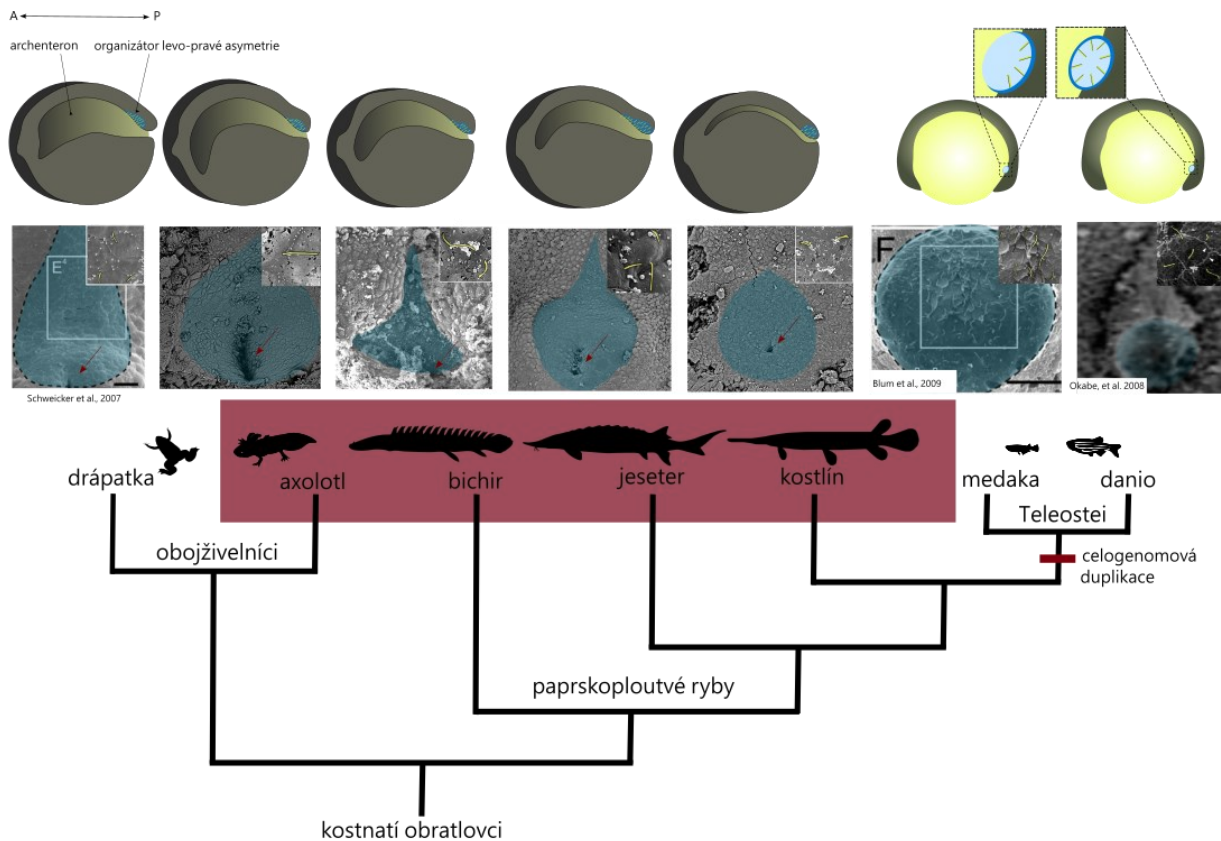 A
P
archenteron
organizátor levo-pravé asymetrie
E'
F
Schweicker et al., 2007
Blum et al., 2009
Okabe, et al. 2008
drápatka
axolotl
bichir
jeseter
kostlín
medaka
danio
Teleostei
obojživelníci
celogenomová
duplikace
paprskoploutvé ryby
kostnatí obratlovci